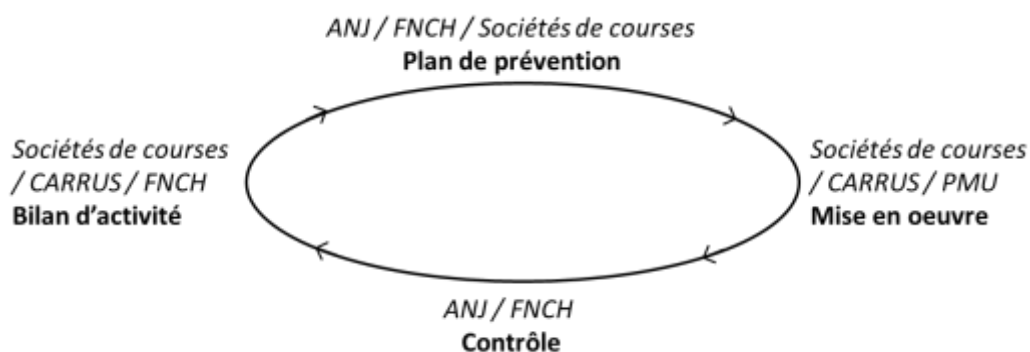 ANJ / FNCH / Sociétés de courses
Plan de prévention
Sociétés de courses
/ CARRUS / FNCH
Bilan d'activité
Sociétés de courses
/ CARRUS / PMU
Mise en oeuvre
ANJ / FNCH
Contrôle